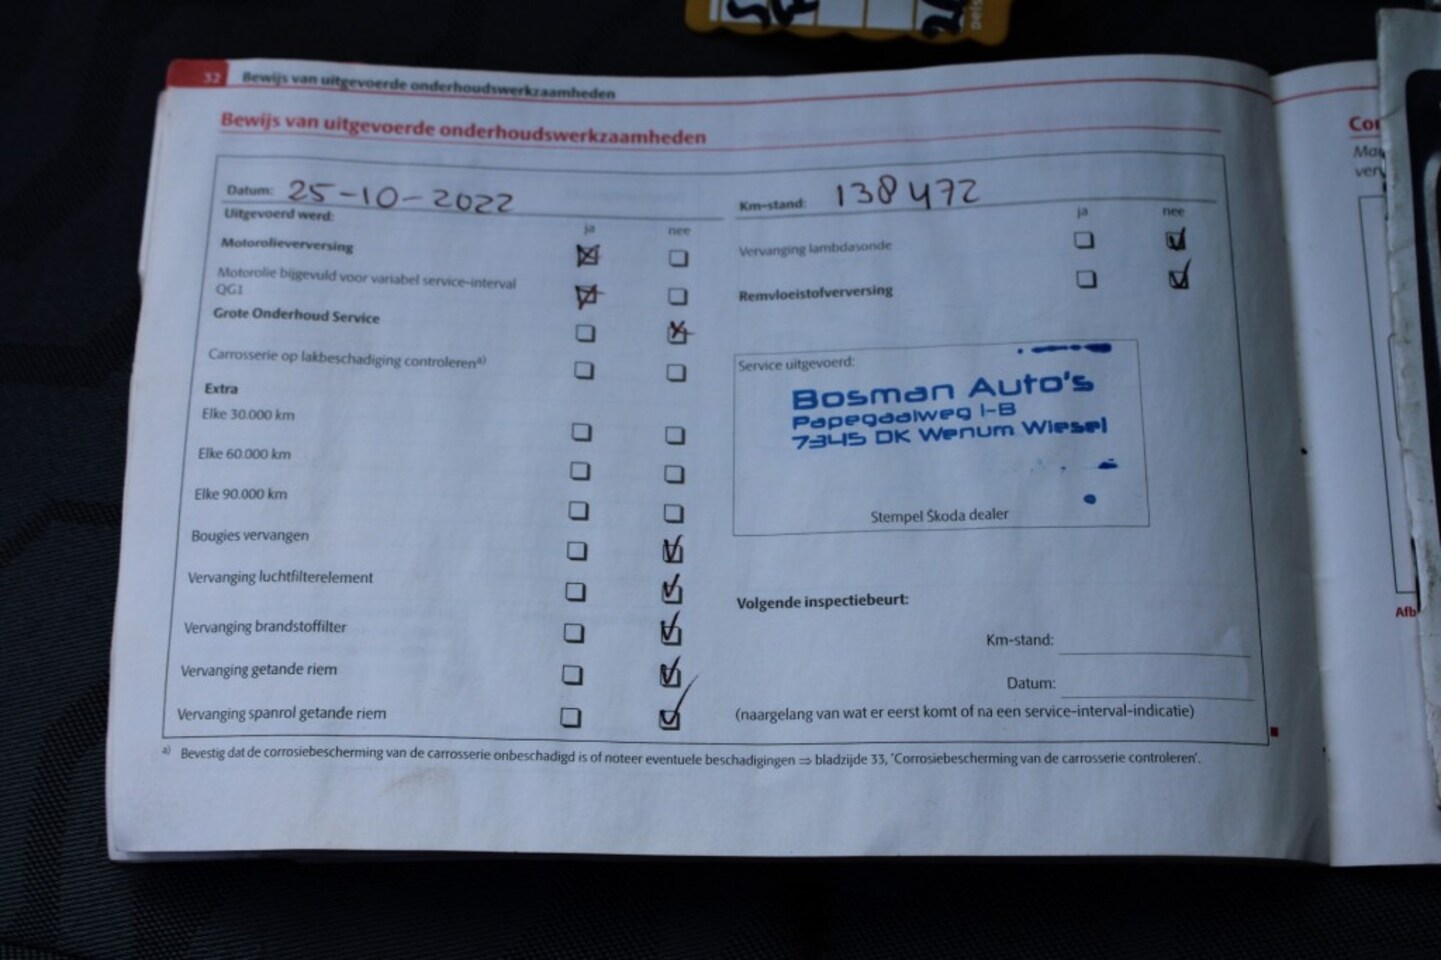 32 Bewijs van uitgevoerde onderhoudswerkzaamheden
Bewijs van uitgevoerde onderhoudswerkzaamheden
Datum: 25-10-2022
Uitgevoerd werd:
ja nee
Motorolieverversing
Motorolie bijgevuld voor variabel service-interval
QG1
Grote Onderhoud Service
Carrosserie op lakbeschadiging controleren a)
Extra
Elke 30.000 km
Elke 60.000 km
Elke 90.000 km
Bougies vervangen
Vervanging luchtfilterelement
Vervanging brandstoffilter
Vervanging getande riem
Vervanging spanrol getande riem
Km-stand: 138472
ja nee
Vervanging lambdasonde
Remvloeistofverversing
Service uitgevoerd:
Bosman Auto's
Papegaalweg 1-B
7345 DK Wenum Wiesel
Stempel Škoda dealer
Volgende inspectiebeurt:
Km-stand:
Datum:
(naargelang van wat er eerst komt of na een service-interval-indicatie)
a) Bevestig dat de corrosiebescherming van de carrosserie onbeschadigd is of noteer eventuele beschadigingen ⇒ bladzijde 33, 'Corrosiebescherming van de carrosserie controleren'.
Afb